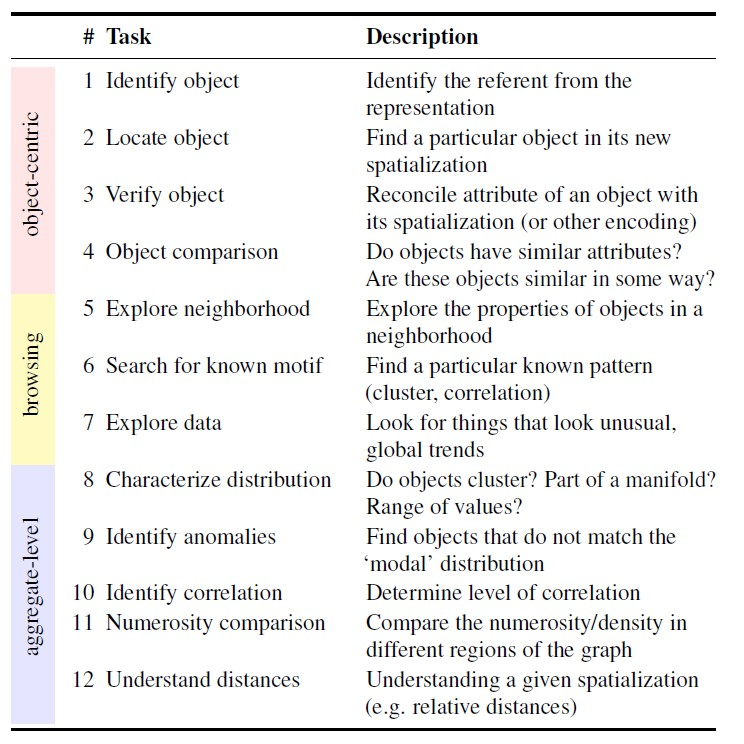 # Task Description
object-centric
1 Identify object Identify the referent from the
representation
2 Locate object Find a particular object in its new
spatialization
3 Verify object Reconcile attribute of an object with
its spatialization (or other encoding)
4 Object comparison Do objects have similar attributes?
Are these objects similar in some way?
browsing
5 Explore neighborhood Explore the properties of objects in a
neighborhood
6 Search for known motif Find a particular known pattern
(cluster, correlation)
7 Explore data Look for things that look unusual,
global trends
aggregate-level
8 Characterize distribution Do objects cluster? Part of a manifold?
Range of values?
9 Identify anomalies Find objects that do not match the
‘modal’ distribution
10 Identify correlation Determine level of correlation
11 Numerosity comparison Compare the numerosity/density in
different regions of the graph
12 Understand distances Understanding a given spatialization
(e.g. relative distances)